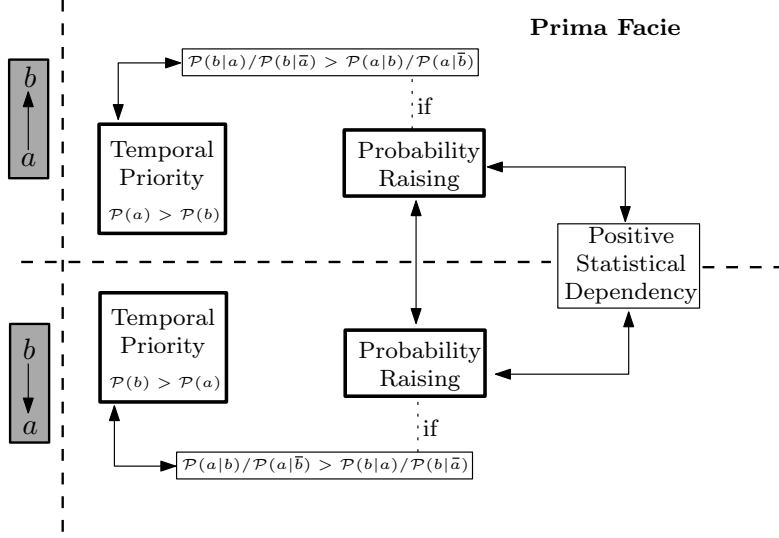 Prima Facie
𝒫(b|a)/𝒫(b|a̅) > 𝒫(a|b)/𝒫(a|b̅)
if
b
a
Temporal
Priority
𝒫(a) > 𝒫(b)
Probability
Raising
Positive
Statistical
Dependency
b
a
Temporal
Priority
𝒫(b) > 𝒫(a)
Probability
Raising
if
𝒫(a|b)/𝒫(a|b̅) > 𝒫(b|a)/𝒫(b|a̅)